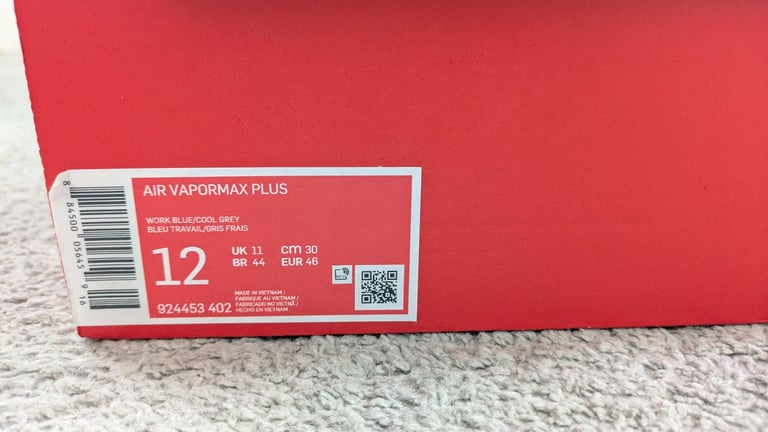 AIR VAPORMAX PLUS
WORK BLUE/COOL GREY
BLEU TRAVAIL/GRIS FRAIS
12
UK 11 CM 30
BR 44 EUR 46
924453 402
MADE IN VIETNAM /
FABRIQUE AU VIETNAM /
FABRICADO NO VIETNÃ /
HECHO EN VIETNAM
8 84500 05645 9 16